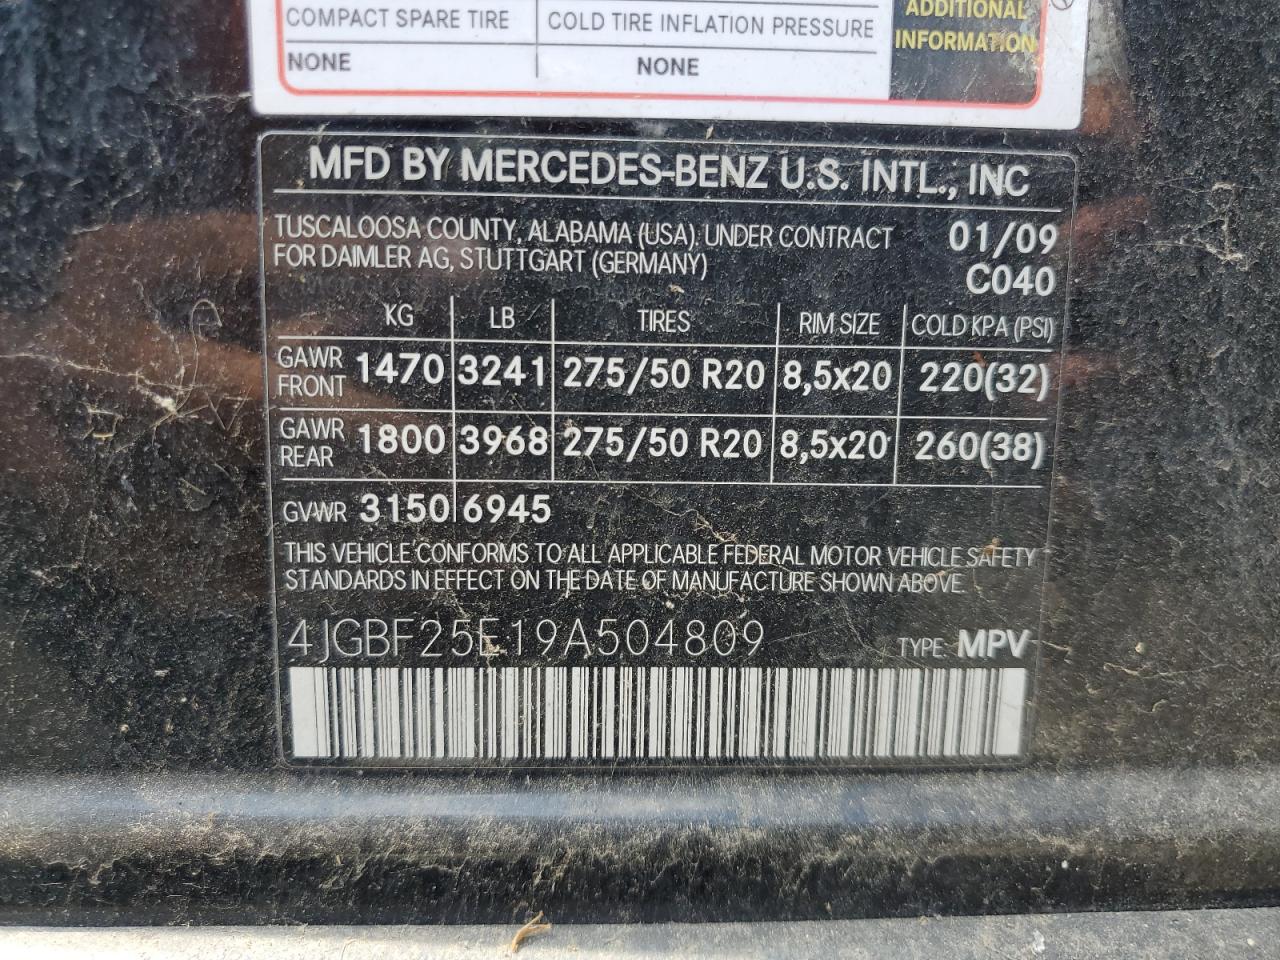 COMPACT SPARE TIRE COLD TIRE INFLATION PRESSURE ADDITIONAL
INFORMATION
NONE NONE
MFD BY MERCEDES-BENZ U.S. INTL., INC
TUSCALOOSA COUNTY, ALABAMA (USA). UNDER CONTRACT 01/09
FOR DAIMLER AG, STUTTGART (GERMANY) C040
KG LB TIRES RIM SIZE COLD KPA (PSI)
GAWR FRONT 1470 3241 275/50 R20 8,5x20 220(32)
GAWR REAR 1800 3968 275/50 R20 8,5x20 260(38)
GVWR 3150 6945
THIS VEHICLE CONFORMS TO ALL APPLICABLE FEDERAL MOTOR VEHICLE SAFETY
STANDARDS IN EFFECT ON THE DATE OF MANUFACTURE SHOWN ABOVE.
4JGBF25E19A504809 TYPE: MPV